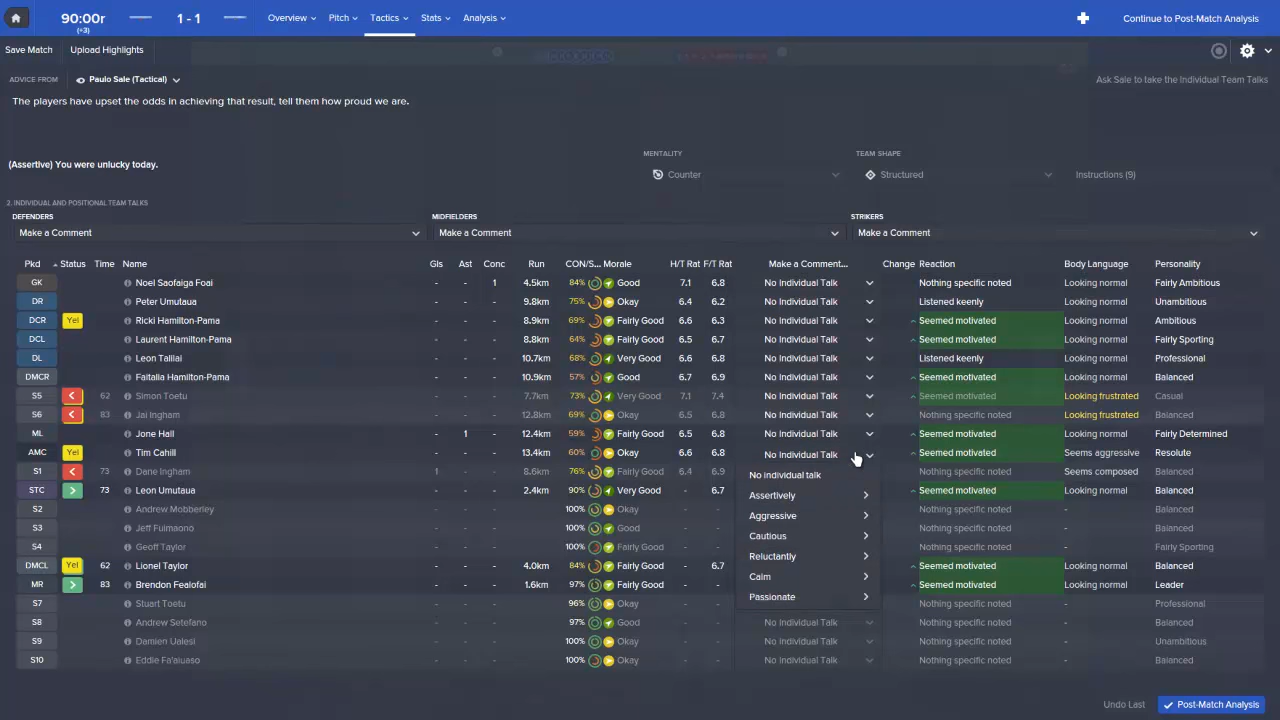 90:00r 1 - 1 Overview Pitch Tactics Stats Analysis Continue to Post-Match Analysis
(+3)
Save Match Upload Highlights
ADVICE FROM Paulo Sale (Tactical) Ask Sale to take the Individual Team Talks
The players have upset the odds in achieving that result, tell them how proud we are.
MENTALITY TEAM SHAPE
(Assertive) You were unlucky today.
Counter Structured Instructions (9)
2. INDIVIDUAL AND POSITIONAL TEAM TALKS
DEFENDERS MIDFIELDERS STRIKERS
Make a Comment Make a Comment Make a Comment
Pkd Status Time Name Gls Ast Conc Run CON/S... Morale H/T Rat F/T Rat Make a Comment... Change Reaction Body Language Personality
GK Noel Saofaiga Foai - - 1 4.5km 84% Good 7.1 6.8 No Individual Talk Nothing specific noted Looking normal Fairly Ambitious
DR Peter Umutaua - - - 9.8km 75% Okay 6.4 6.2 No Individual Talk Listened keenly Looking normal Unambitious
DCR Yel Ricki Hamilton-Pama - - - 8.9km 69% Fairly Good 6.6 6.3 No Individual Talk Seemed motivated Looking normal Ambitious
DCL Laurent Hamilton-Pama - - - 8.8km 64% Fairly Good 6.5 6.7 No Individual Talk Seemed motivated Looking normal Fairly Sporting
DL Leon Talilai - - - 10.7km 68% Very Good 6.6 6.8 No Individual Talk Listened keenly Looking normal Professional
DMCR Faitalia Hamilton-Pama - - - 10.9km 57% Good 6.7 6.9 No Individual Talk Seemed motivated Looking normal Balanced
S5 62 Simon Toetu - - - 7.7km 73% Very Good 7.1 7.4 No Individual Talk Seemed motivated Looking frustrated Casual
S6 83 Jai Ingham - - - 12.8km 69% Okay 6.5 6.8 No Individual Talk Nothing specific noted Looking frustrated Balanced
ML Jone Hall - 1 - 12.4km 59% Fairly Good 6.5 6.8 No Individual Talk Seemed motivated Looking normal Fairly Determined
AMC Yel Tim Cahill - - - 13.4km 60% Okay 6.6 6.8 No Individual Talk Seemed motivated Seems aggressive Resolute
S1 73 Dane Ingham 1 - - 8.6km 76% Fairly Good 6.4 6.9 No individual talk Nothing specific noted Seems composed Balanced
STC 73 Leon Umutaua - - - 2.4km 90% Very Good - 6.7 Assertively Seemed motivated Looking normal Balanced
S2 Andrew Mobberley - - - 100% Okay - - Aggressive Nothing specific noted - Balanced
S3 Jeff Fuimaono - - - 100% Good - - Cautious Nothing specific noted - Balanced
S4 Geoff Taylor - - - 100% Fairly Good - - Reluctantly Nothing specific noted - Fairly Sporting
DMCL Yel 62 Lionel Taylor - - - 4.0km 84% Fairly Good - 6.7 Calm Seemed motivated Looking normal Balanced
MR 83 Brendon Fealofai - - - 1.6km 97% Fairly Good - - Passionate Seemed motivated Looking normal Leader
S7 Stuart Toetu - - - 96% Okay - - Nothing specific noted - Professional
S8 Andrew Setefano - - - 97% Good - - No Individual Talk Nothing specific noted - Balanced
S9 Damien Ualesi - - - 100% Okay - - No Individual Talk Nothing specific noted - Unambitious
S10 Eddie Fa'aiuaso - - - 100% Okay - - No Individual Talk Nothing specific noted - Balanced
Undo Last Post-Match Analysis